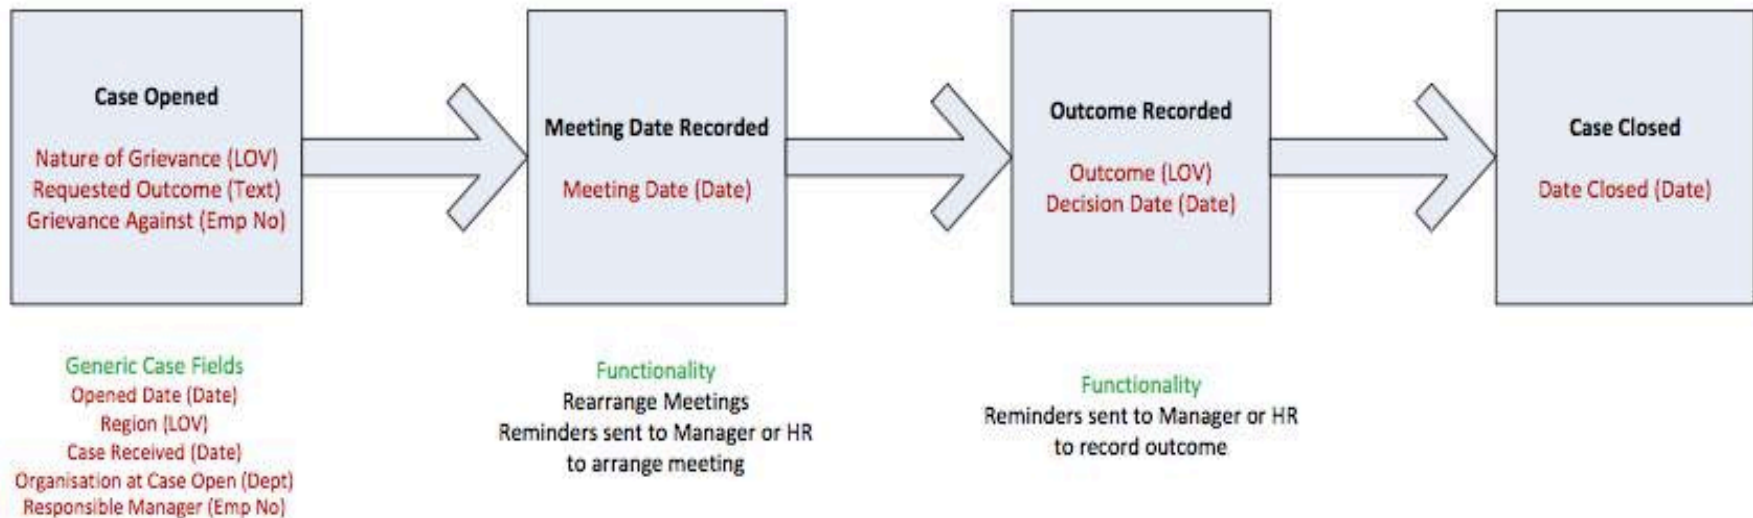 Case Opened
Nature of Grievance (LOV)
Requested Outcome (Text)
Grievance Against (Emp No)
Meeting Date Recorded
Meeting Date (Date)
Outcome Recorded
Outcome (LOV)
Decision Date (Date)
Case Closed
Date Closed (Date)
Generic Case Fields
Opened Date (Date)
Region (LOV)
Case Received (Date)
Organisation at Case Open (Dept)
Responsible Manager (Emp No)
Functionality
Rearrange Meetings
Reminders sent to Manager or HR
to arrange meeting
Functionality
Reminders sent to Manager or HR
to record outcome